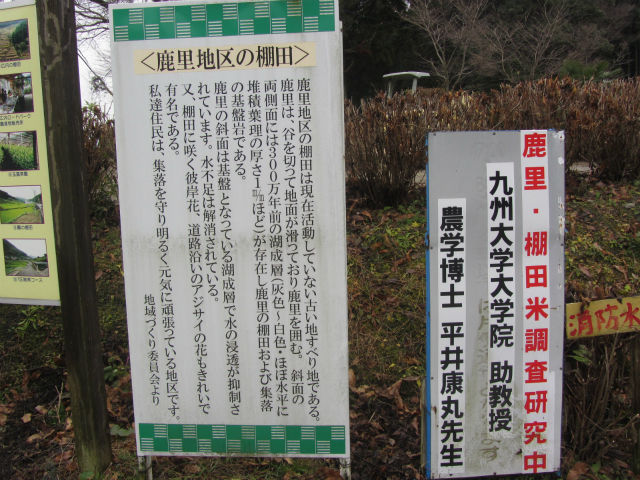 <鹿里地区の棚田>
鹿里地区の棚田は現在活動していない古い地すべり地である。
鹿里は、谷を切って地面が滑っており鹿里を囲む。斜面の
両側面には300万年前の湖成層(灰色～白色・ほぼ水平に
堆積葉理の厚さ1㎜ほど)が存在し鹿里の棚田および集落
の基盤岩である。
鹿里の斜面は基盤となっている湖成層で水の浸透が抑制さ
れています。水不足は解消されている。
又、棚田に咲く彼岸花、道路沿いのアジサイの花もきれいで
有名である。
私達住民は、集落を守り明るく元気に頑張っている地区です。
地域づくり委員会より
鹿里・棚田米調査研究中
九州大学大学院 助教授
農学博士 平井康丸先生
消防水